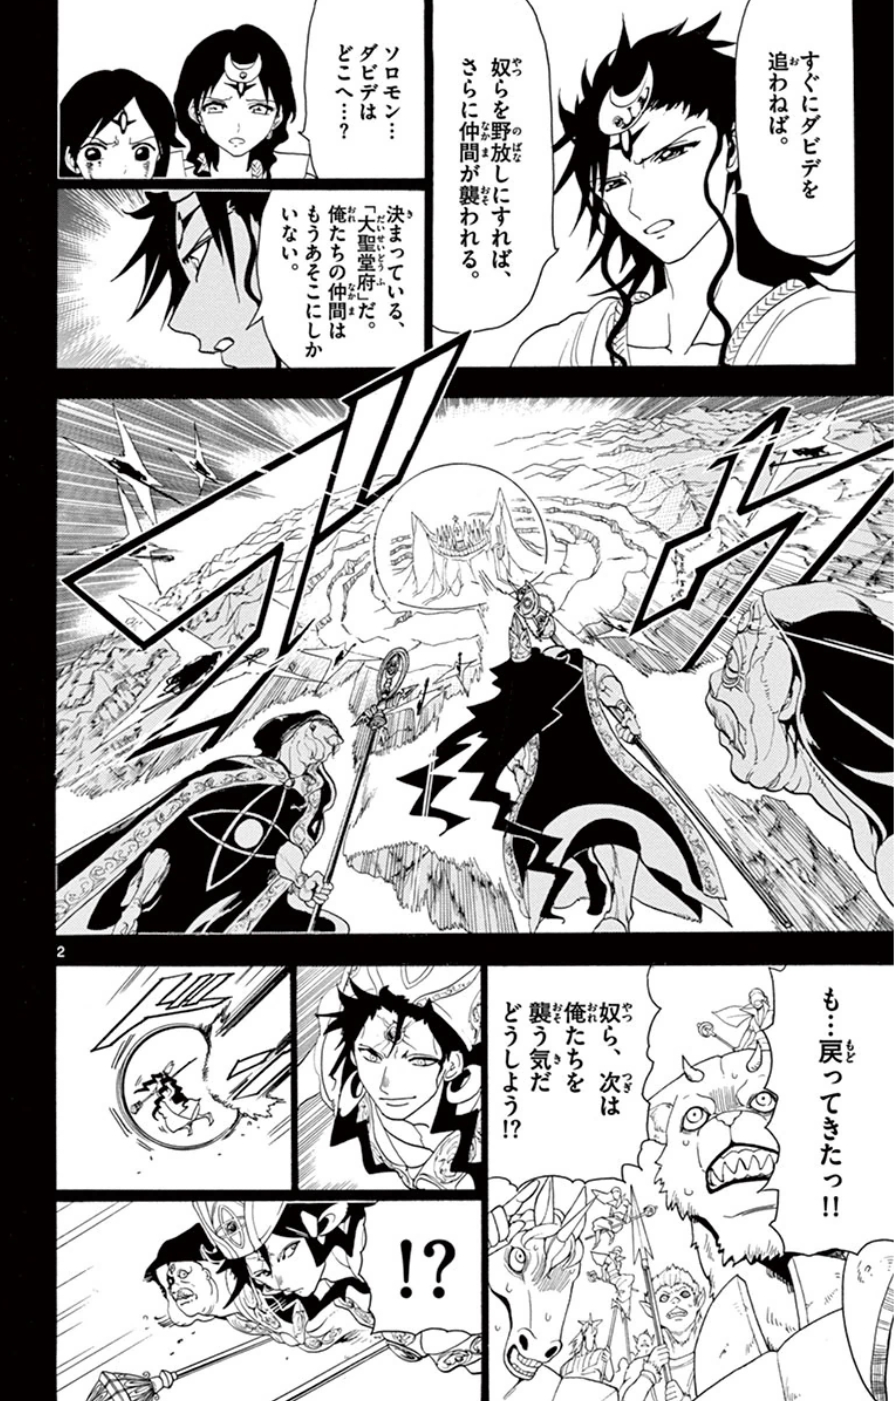 すぐにダビデを
追わねば。
奴らを野放しにすれば、
さらに仲間が襲われる。
ソロモン…
ダビデは
どこへ…?
決まっている、
「大聖堂府」だ。
俺たちの仲間は
もうあそこにしか
いない。
2
も…戻ってきたっ!!
奴ら、次は
俺たちを
襲う気だ
どうしよう!?
!?